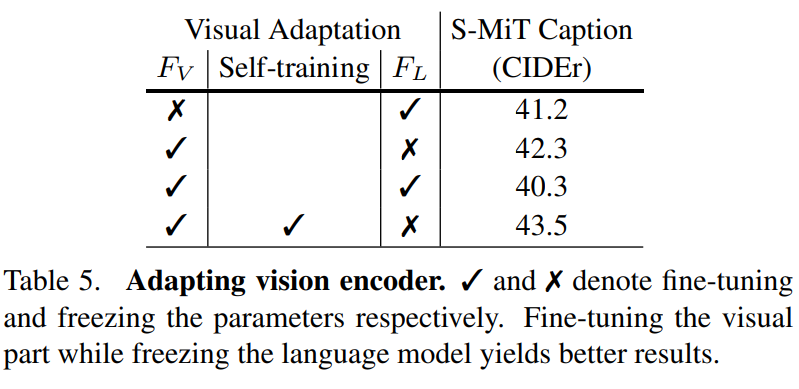 Visual Adaptation S-MiT Caption
F_V Self-training F_L (CIDEr)
✗ ✓ 41.2
✓ ✗ 42.3
✓ ✓ 40.3
✓ ✓ ✗ 43.5
Table 5. Adapting vision encoder. ✓ and ✗ denote fine-tuning
and freezing the parameters respectively. Fine-tuning the visual
part while freezing the language model yields better results.